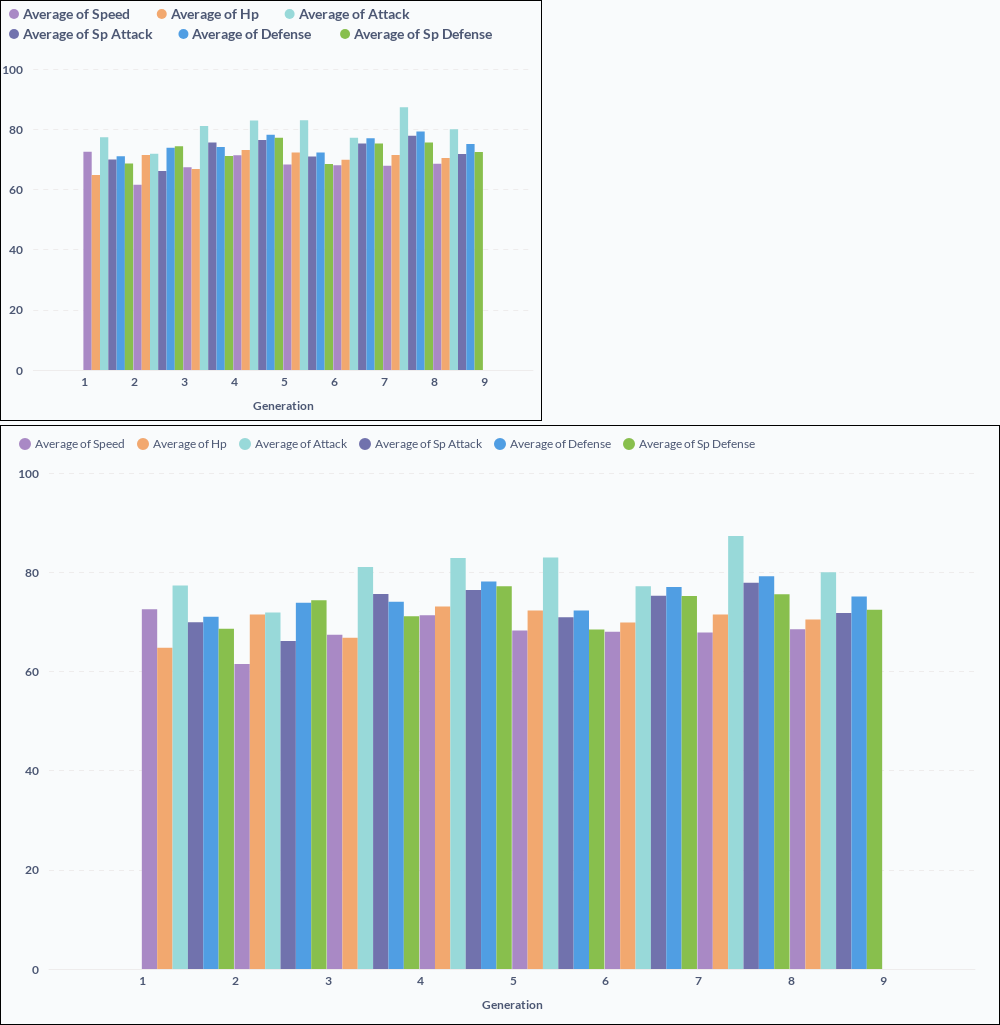 Average of Speed Average of Hp Average of Attack
Average of Sp Attack Average of Defense Average of Sp Defense
100
80
60
40
20
0
1 2 3 4 5 6 7 8 9
Generation
Average of Speed Average of Hp Average of Attack Average of Sp Attack Average of Defense Average of Sp Defense
100
80
60
40
20
0
1 2 3 4 5 6 7 8 9
Generation